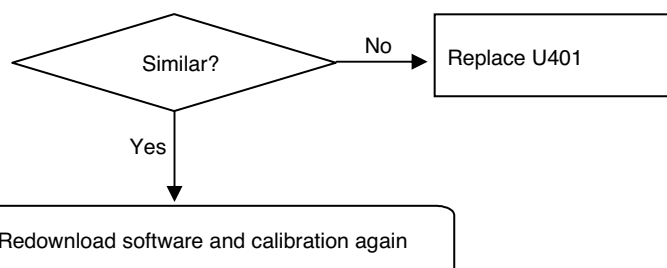 Similar?
No
Replace U401
Yes
Redownload software and calibration again